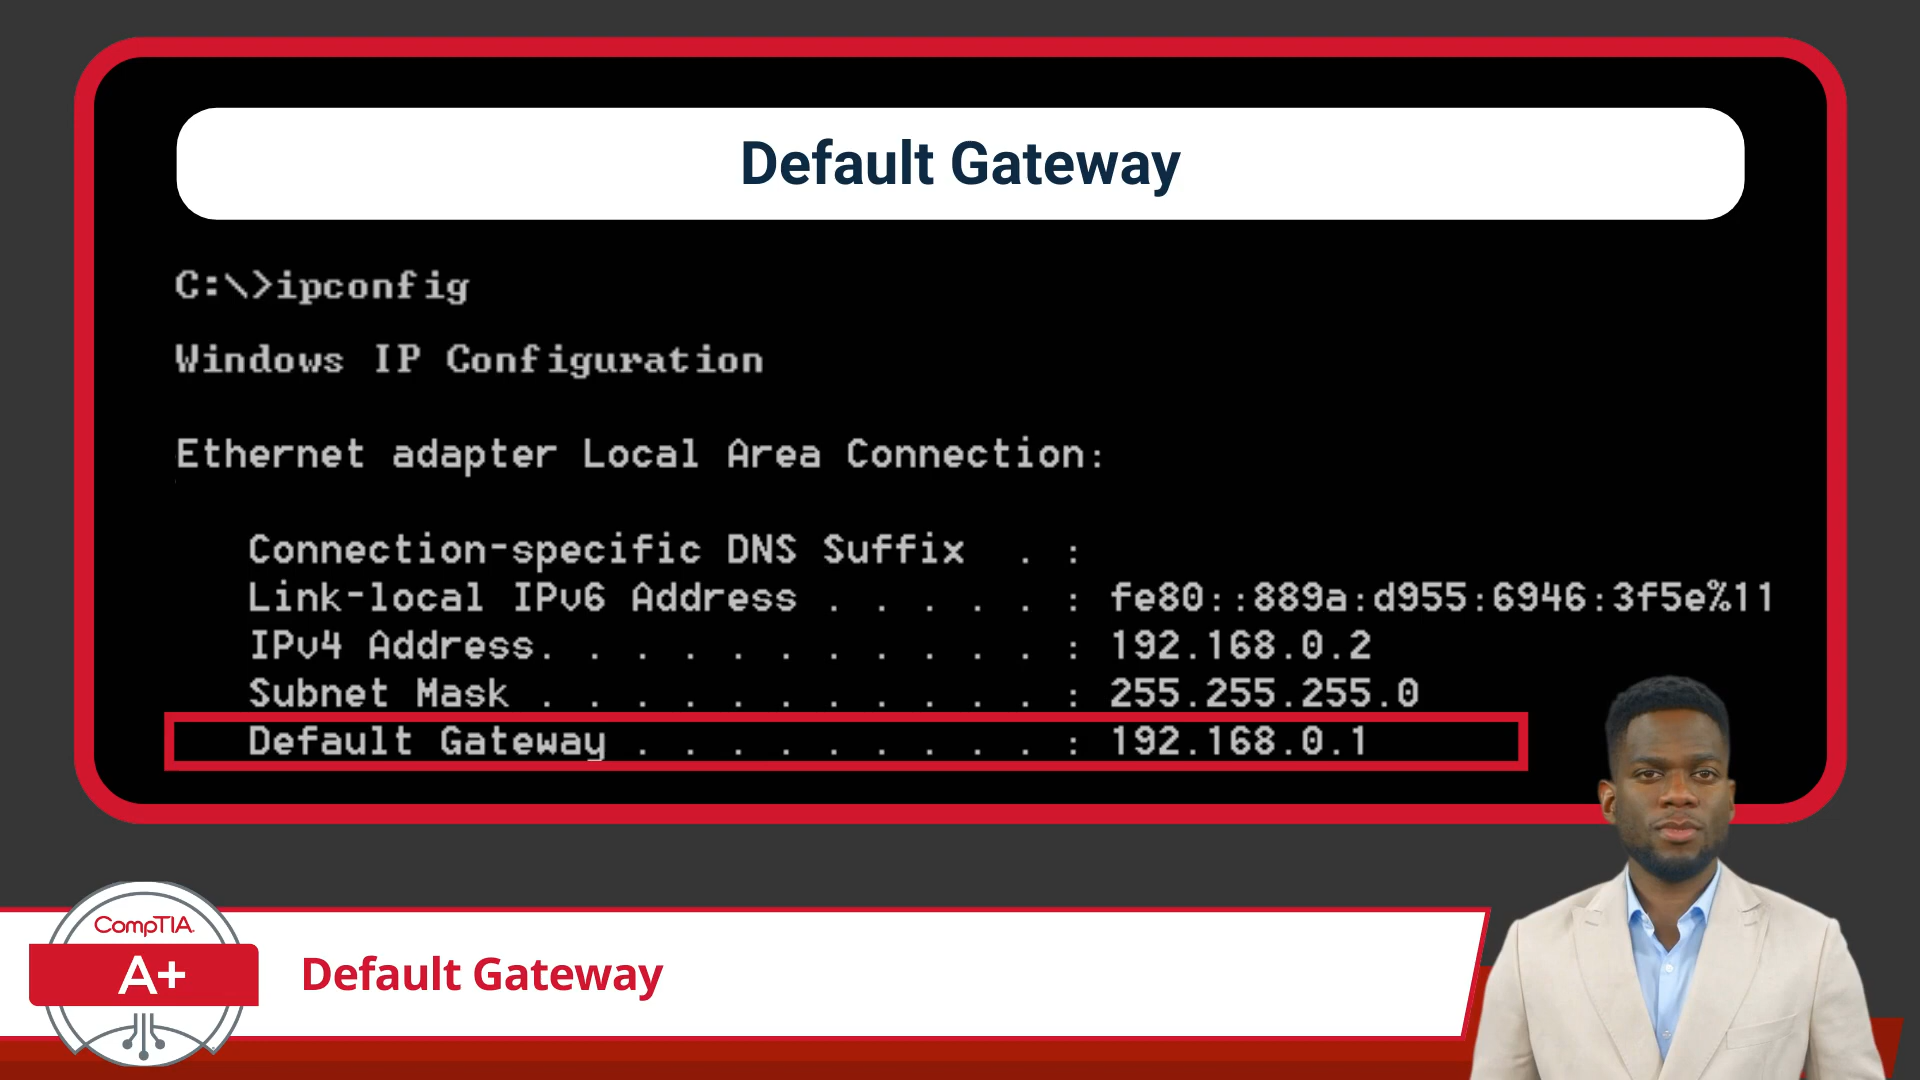 Default Gateway
C:\>ipconfig
Windows IP Configuration
Ethernet adapter Local Area Connection:
Connection-specific DNS Suffix . :
Link-local IPv6 Address . . . . . : fe80::889a:d955:6946:3f5e%11
IPv4 Address. . . . . . . . . . . : 192.168.0.2
Subnet Mask . . . . . . . . . . . : 255.255.255.0
Default Gateway . . . . . . . . . : 192.168.0.1
CompTIA.
A+
Default Gateway